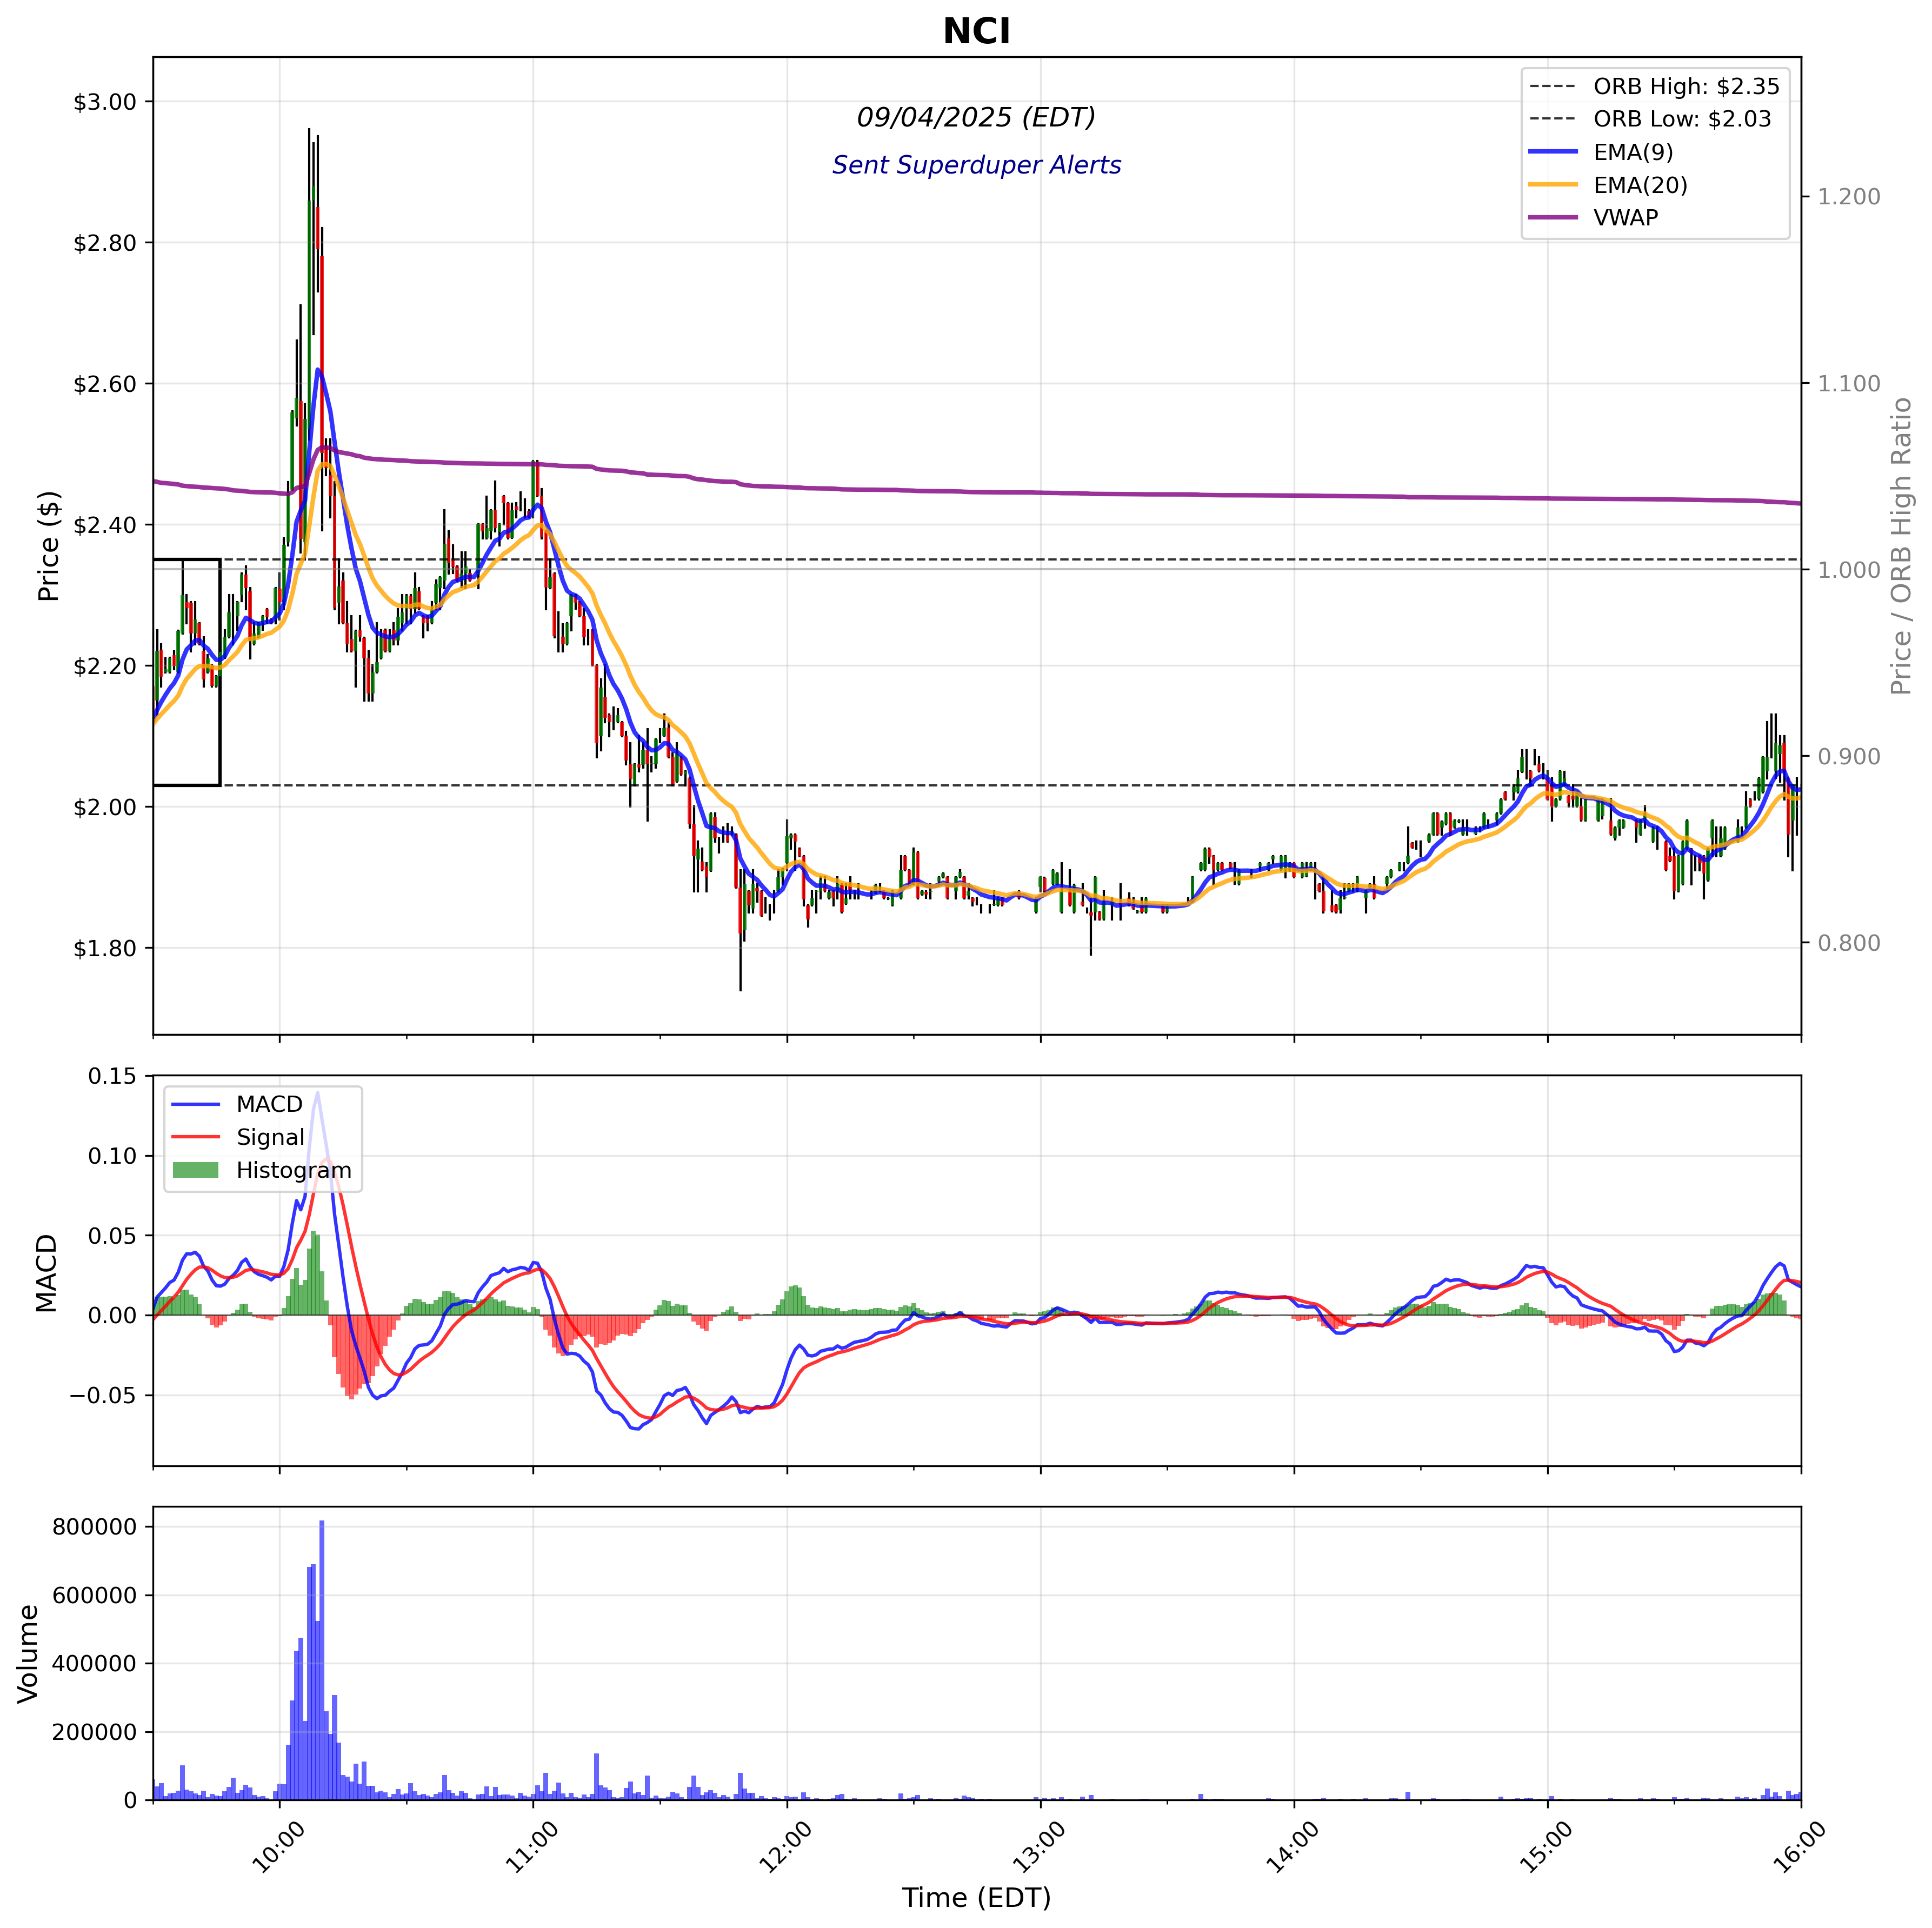 NCI
09/04/2025 (EDT)
Sent Superduper Alerts
ORB High: $2.35
ORB Low: $2.03
EMA(9)
EMA(20)
VWAP
Price ($)
$3.00
$2.80
$2.60
$2.40
$2.20
$2.00
$1.80
1.200
1.100
1.000
0.900
0.800
Price / ORB High Ratio
MACD
Signal
Histogram
MACD
0.15
0.10
0.05
0.00
−0.05
Volume
800000
600000
400000
200000
0
10:00
11:00
12:00
13:00
14:00
15:00
16:00
Time (EDT)